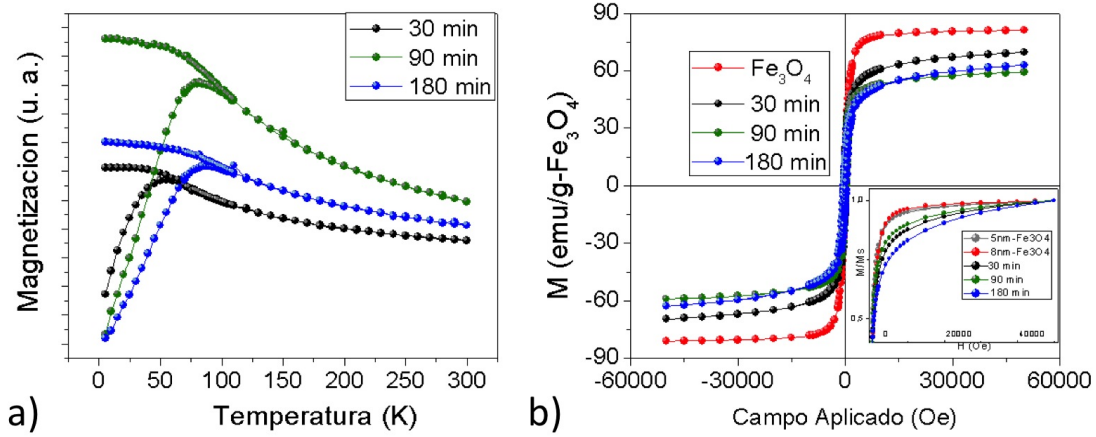 a)
Magnetizacion (u. a.)
30 min
90 min
180 min
0 50 100 150 200 250 300
Temperatura (K)
b)
M (emu/g-Fe3O4)
90
60
30
0
-30
-60
-90
Fe3O4
30 min
90 min
180 min
-60000 -30000 0 30000 60000
Campo Aplicado (Oe)
M/Ms
1,0
0,5
5nm-Fe3O4
8nm-Fe3O4
30 min
90 min
180 min
0 20000 40000
H (Oe)